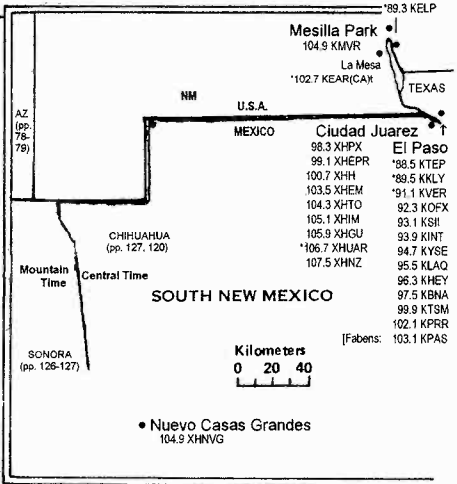 *89.3 KELP
Mesilla Park
104.9 KMVR
La Mesa
*102.7 KEAR(CA)t
TEXAS
NM
U.S.A.
MEXICO
AZ
(pp.
78-
79)
Ciudad Juarez
98.3 XHPX
99.1 XHEPR
100.7 XHH
103.5 XHEM
104.3 XHTO
105.1 XHIM
105.9 XHGU
*106.7 XHUAR
107.5 XHNZ
El Paso
*88.5 KTEP
*89.5 KKLY
*91.1 KVER
92.3 KOFX
93.1 KSII
93.9 KINT
94.7 KYSE
95.5 KLAQ
96.3 KHEY
97.5 KBNA
99.9 KTSM
102.1 KPRR
[Fabens: 103.1 KPAS
CHIHUAHUA
(pp. 127, 120)
Mountain Time
Central Time
SOUTH NEW MEXICO
SONORA
(pp. 126-127)
Kilometers
0 20 40
Nuevo Casas Grandes
104.9 XHNVG